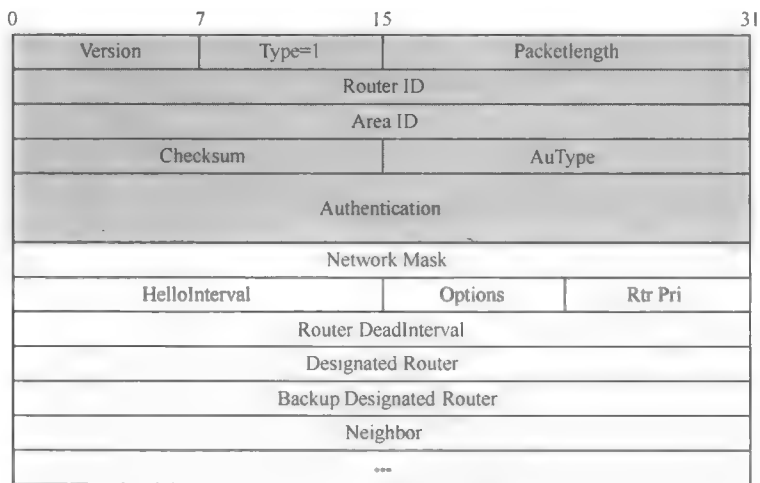 0 7 15 31
Version Type=1 Packetlength
Router ID
Area ID
Checksum AuType
Authentication
Network Mask
HelloInterval Options Rtr Pri
Router DeadInterval
Designated Router
Backup Designated Router
Neighbor
...